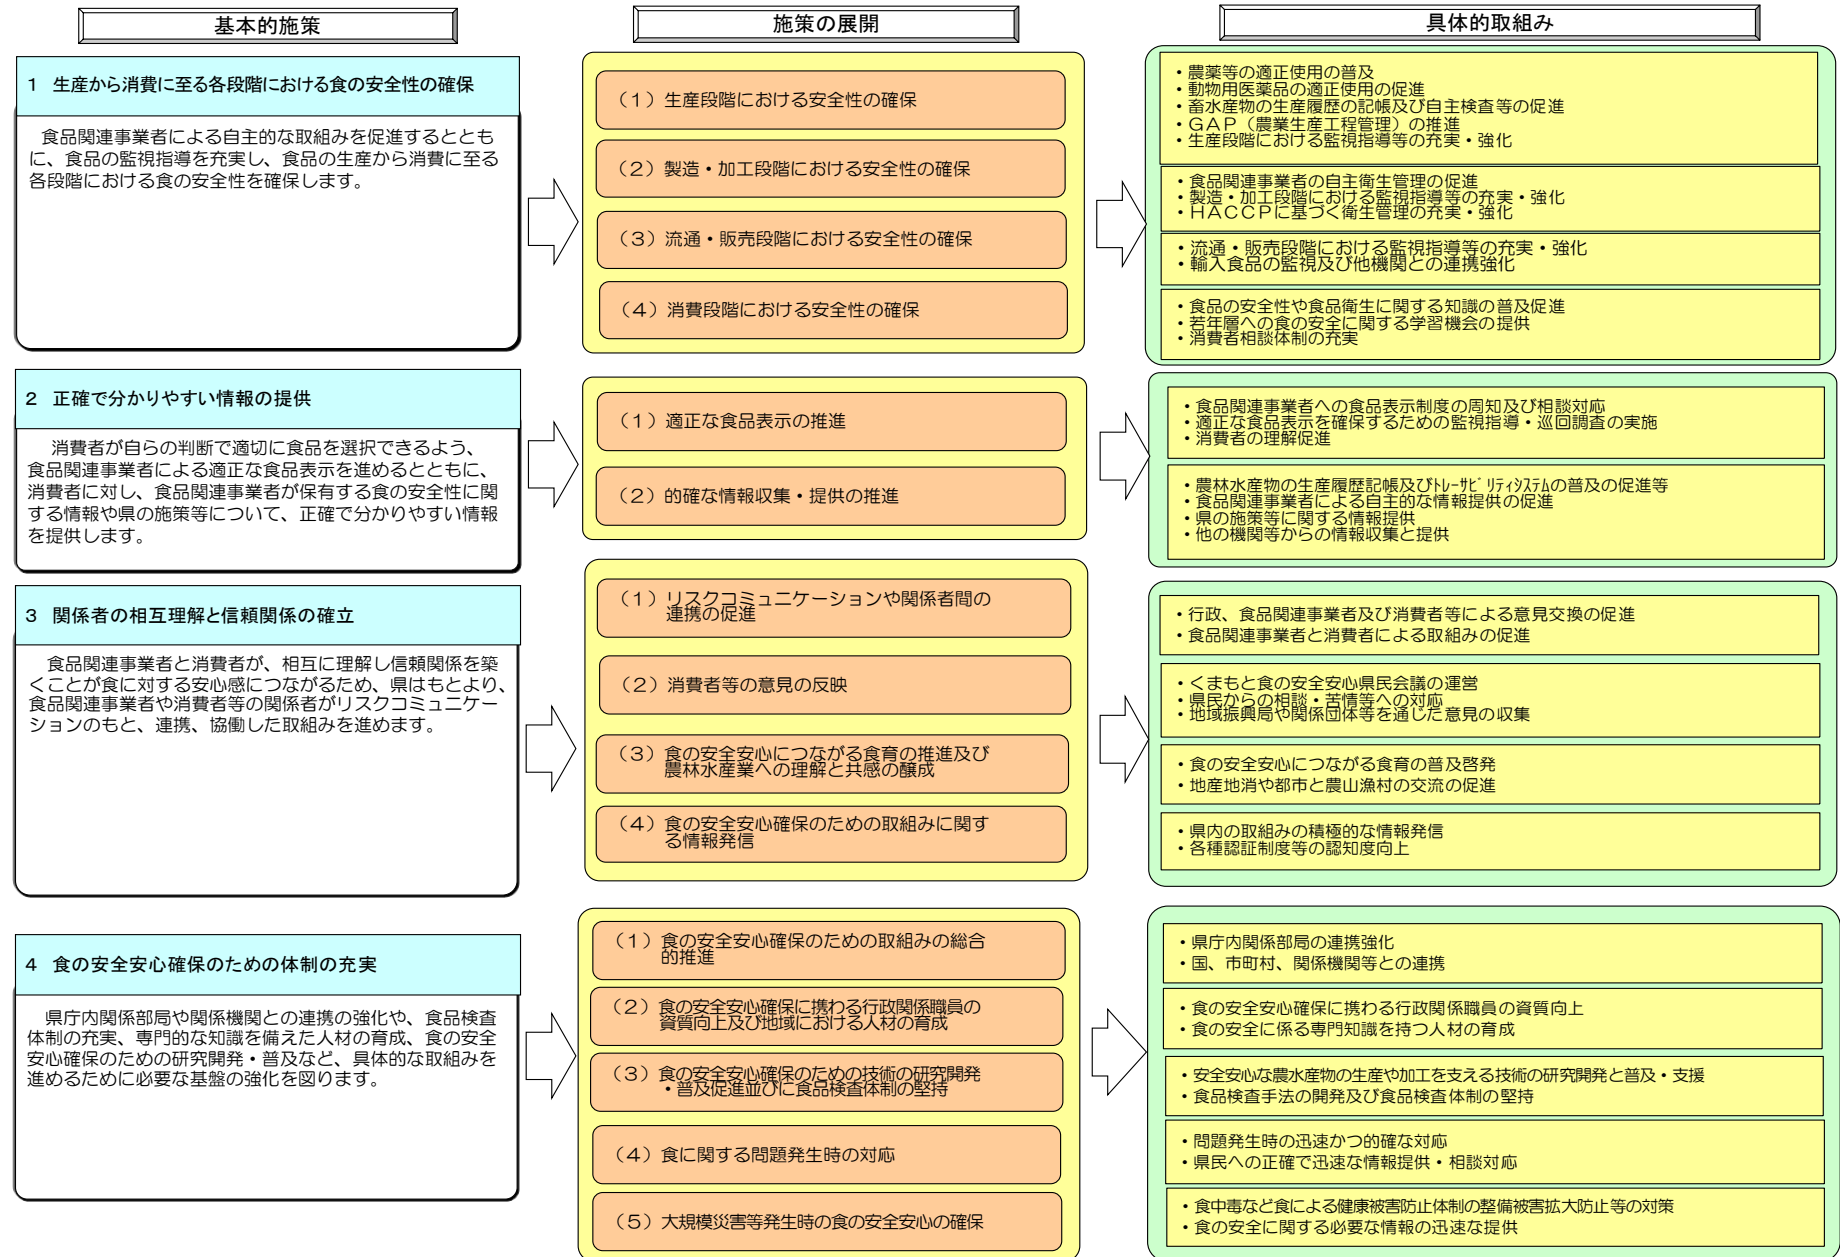 基本的施策
施策の展開
具体的取組み
1 生産から消費に至る各段階における食の安全性の確保
食品関連事業者による自主的な取組みを促進するととも
に、食品の監視指導を充実し、食品の生産から消費に至る
各段階における食の安全性を確保します。
（１）生産段階における安全性の確保
（２）製造・加工段階における安全性の確保
（３）流通・販売段階における安全性の確保
（４）消費段階における安全性の確保
・農薬等の適正使用の普及
・動物用医薬品の適正使用の促進
・畜水産物の生産履歴の記帳及び自主検査等の促進
・ＧＡＰ（農業生産工程管理）の推進
・生産段階における監視指導等の充実・強化
・食品関連事業者の自主衛生管理の促進
・製造・加工段階における監視指導等の充実・強化
・ＨＡＣＣＰに基づく衛生管理の充実・強化
・流通・販売段階における監視指導等の充実・強化
・輸入食品の監視及び他機関との連携強化
・食品の安全性や食品衛生に関する知識の普及促進
・若年層への食の安全に関する学習機会の提供
・消費者相談体制の充実
2 正確で分かりやすい情報の提供
消費者が自らの判断で適切に食品を選択できるよう、
食品関連事業者による適正な食品表示を進めるとともに、
消費者に対し、食品関連事業者が保有する食の安全性に関
する情報や県の施策等について、正確で分かりやすい情報
を提供します。
（１）適正な食品表示の推進
（２）的確な情報収集・提供の推進
・食品関連事業者への食品表示制度の周知及び相談対応
・適正な食品表示を確保するための監視指導・巡回調査の実施
・消費者の理解促進
・農林水産物の生産履歴記帳及びﾄﾚｰｻﾋﾞﾘﾃｨｼｽﾃﾑの普及の促進等
・食品関連事業者による自主的な情報提供の促進
・県の施策等に関する情報提供
・他の機関等からの情報収集と提供
3 関係者の相互理解と信頼関係の確立
食品関連事業者と消費者が、相互に理解し信頼関係を築
くことが食に対する安心感につながるため、県はもとより、
食品関連事業者や消費者等の関係者がリスクコミュニケー
ションのもと、連携、協働した取組みを進めます。
（１）リスクコミュニケーションや関係者間の
連携の促進
（２）消費者等の意見の反映
（３）食の安全安心につながる食育の推進及び
農林水産業への理解と共感の醸成
（４）食の安全安心確保のための取組みに関す
る情報発信
・行政、食品関連事業者及び消費者等による意見交換の促進
・食品関連事業者と消費者による取組みの促進
・くまもと食の安全安心県民会議の運営
・県民からの相談・苦情等への対応
・地域振興局や関係団体等を通じた意見の収集
・食の安全安心につながる食育の普及啓発
・地産地消や都市と農山漁村の交流の促進
・県内の取組みの積極的な情報発信
・各種認証制度等の認知度向上
4 食の安全安心確保のための体制の充実
県庁内関係部局や関係機関との連携の強化や、食品検査
体制の充実、専門的な知識を備えた人材の育成、食の安全
安心確保のための研究開発・普及など、具体的な取組みを
進めるために必要な基盤の強化を図ります。
（１）食の安全安心確保のための取組みの総合
的推進
（２）食の安全安心確保に携わる行政関係職員の
資質向上及び地域における人材の育成
（３）食の安全安心確保のための技術の研究開発
・普及促進並びに食品検査体制の堅持
（４）食に関する問題発生時の対応
（５）大規模災害等発生時の食の安全安心の確保
・県庁内関係部局の連携強化
・国、市町村、関係機関等との連携
・食の安全安心確保に携わる行政関係職員の資質向上
・食の安全に係る専門知識を持つ人材の育成
・安全安心な農水産物の生産や加工を支える技術の研究開発と普及・支援
・食品検査手法の開発及び食品検査体制の堅持
・問題発生時の迅速かつ的確な対応
・県民への正確で迅速な情報提供・相談対応
・食中毒など食による健康被害防止体制の整備被害拡大防止等の対策
・食の安全に関する必要な情報の迅速な提供